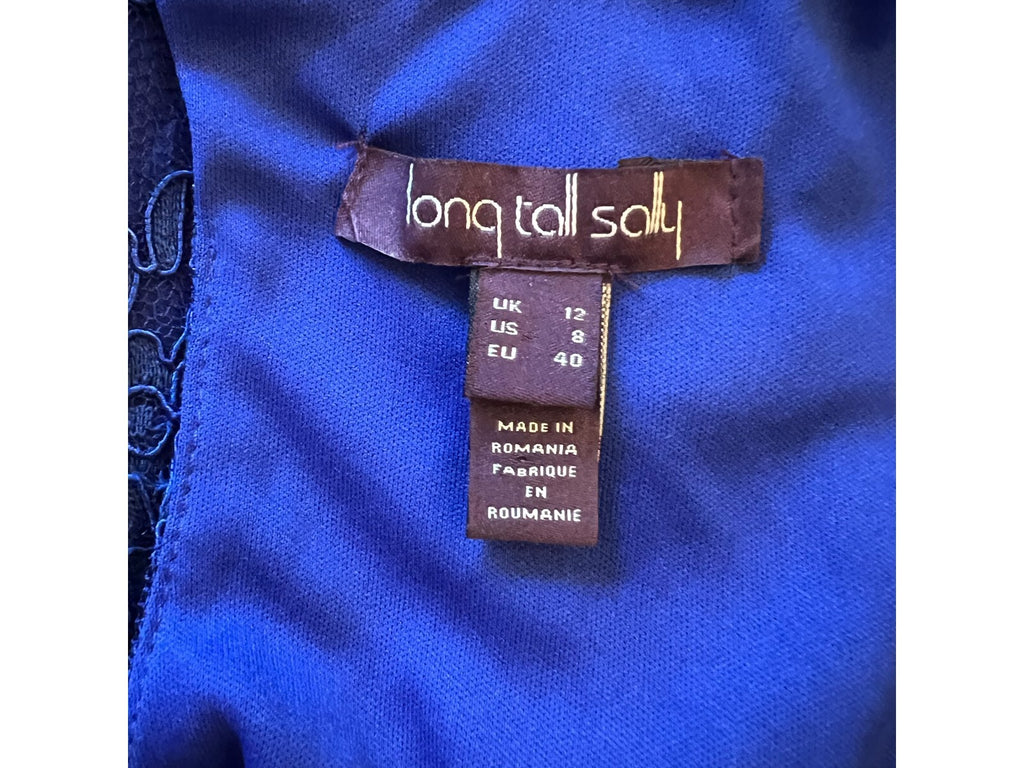 long tall sally
UK 12
US 8
EU 40
MADE IN
ROMANIA
FABRIQUE
EN
ROUMANIE